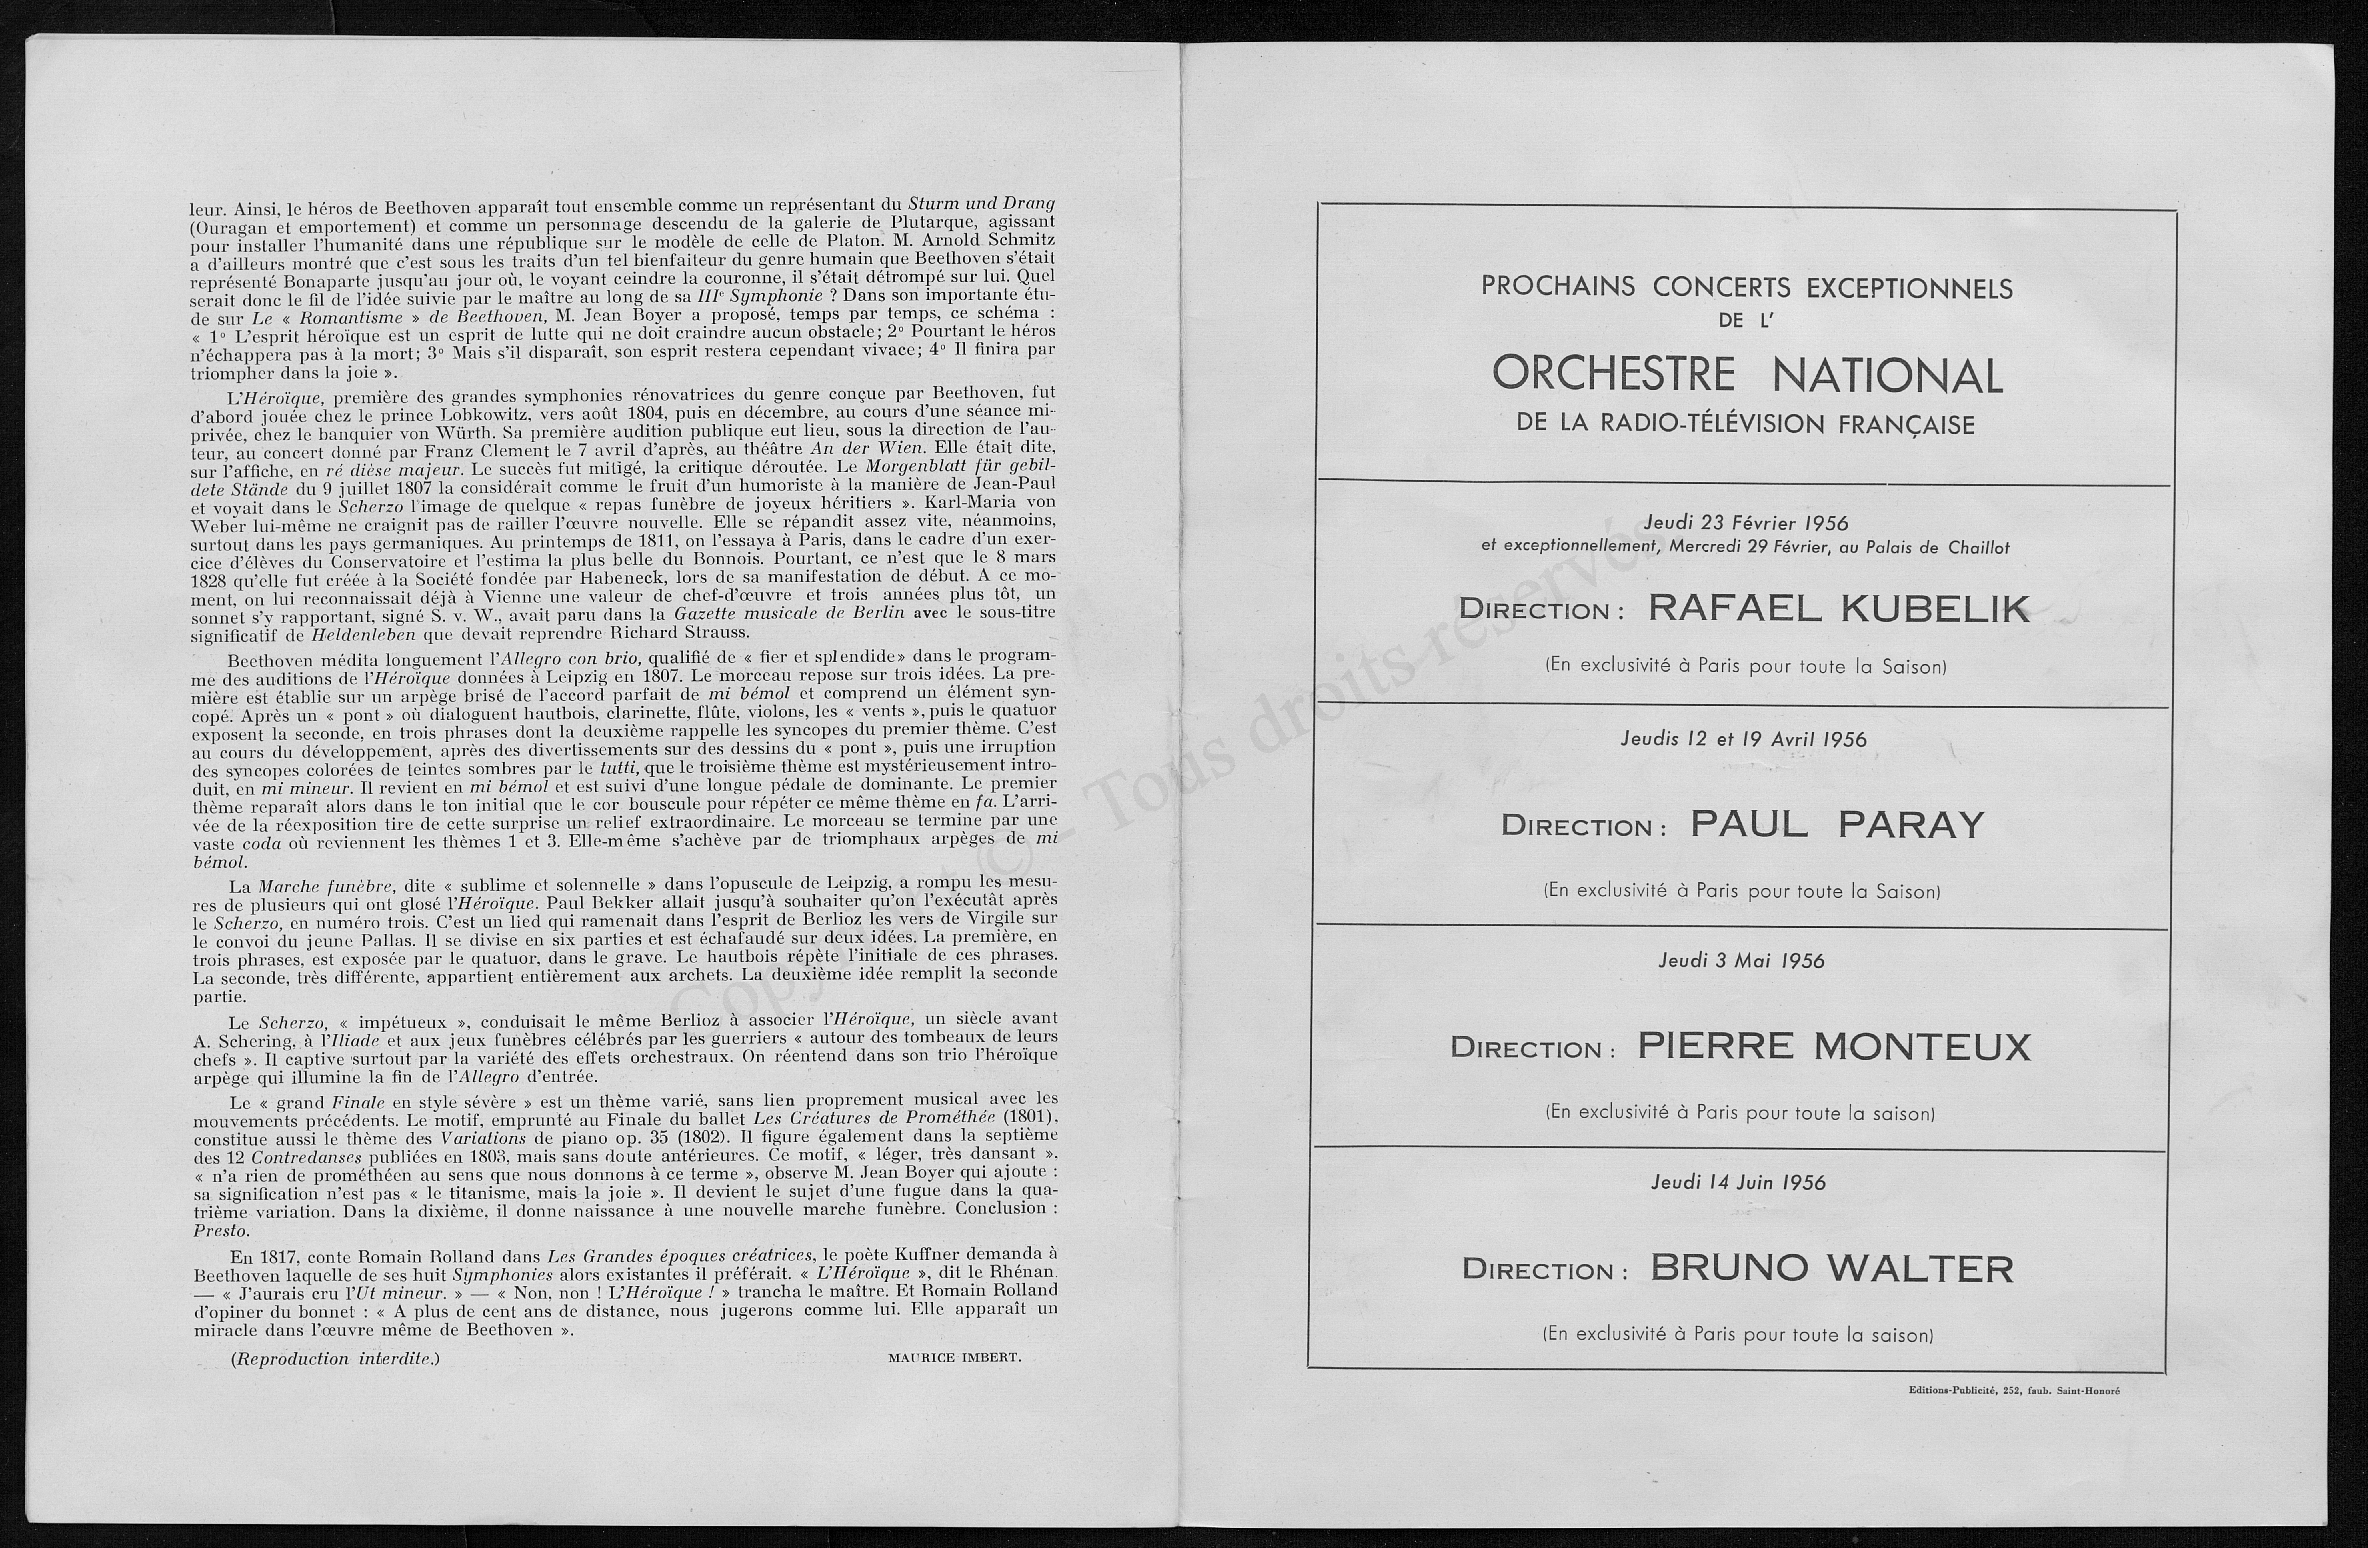 leur. Ainsi, le héros de Beethoven apparaît tout ensemble comme un représentant du Sturm und Drang
(Ouragan et emportement) et comme un personnage descendu de la galerie de Plutarque, agissant
pour installer l'humanité dans une république sur le modèle de celle de Platon. M. Arnold Schmitz
a d'ailleurs montré que c'est sous les traits d'un tel bienfaiteur du genre humain que Beethoven s'était
représenté Bonaparte jusqu'au jour où, le voyant ceindre la couronne, il s'était détrompé sur lui. Quel
serait donc le fil de l'idée suivie par le maître au long de sa IIIe Symphonie ? Dans son importante étu-
de sur Le « Romantisme » de Beethoven, M. Jean Boyer a proposé, temps par temps, ce schéma :
« 1° L'esprit héroïque est un esprit de lutte qui ne doit craindre aucun obstacle; 2° Pourtant le héros
n'échappera pas à la mort; 3° Mais s'il disparaît, son esprit restera cependant vivace; 4° Il finira par
triompher dans la joie ».
L'Héroïque, première des grandes symphonies rénovatrices du genre conçue par Beethoven, fut
d'abord jouée chez le prince Lobkowitz, vers août 1804, puis en décembre, au cours d'une séance mi-
privée, chez le banquier von Würth. Sa première audition publique eut lieu, sous la direction de l'au-
teur, au concert donné par Franz Clement le 7 avril d'après, au théâtre An der Wien. Elle était dite,
sur l'affiche, en ré dièse majeur. Le succès fut mitigé, la critique déroutée. Le Morgenblatt für gebil-
dete Stände du 9 juillet 1807 la considérait comme le fruit d'un humoriste à la manière de Jean-Paul
et voyait dans le Scherzo l'image de quelque « repas funèbre de joyeux héritiers ». Karl-Maria von
Weber lui-même ne craignit pas de railler l'œuvre nouvelle. Elle se répandit assez vite, néanmoins,
surtout dans les pays germaniques. Au printemps de 1811, on l'essaya à Paris, dans le cadre d'un exer-
cice d'élèves du Conservatoire et l'estima la plus belle du Bonnois. Pourtant, ce n'est que le 8 mars
1828 qu'elle fut créée à la Société fondée par Habeneck, lors de sa manifestation de début. A ce mo-
ment, on lui reconnaissait déjà à Vienne une valeur de chef-d'œuvre et trois années plus tôt, un
sonnet s'y rapportant, signé S. v. W., avait paru dans la Gazette musicale de Berlin avec le sous-titre
significatif de Heldenleben que devait reprendre Richard Strauss.
Beethoven médita longuement l'Allegro con brio, qualifié de « fier et splendide» dans le program-
me des auditions de l'Héroïque données à Leipzig en 1807. Le morceau repose sur trois idées. La pre-
mière est établie sur un arpège brisé de l'accord parfait de mi bémol et comprend un élément syn-
copé. Après un « pont » où dialoguent hautbois, clarinette, flûte, violons, les « vents », puis le quatuor
exposent la seconde, en trois phrases dont la deuxième rappelle les syncopes du premier thème. C'est
au cours du développement, après des divertissements sur des dessins du « pont », puis une irruption
des syncopes colorées de teintes sombres par le tutti, que le troisième thème est mystérieusement intro-
duit, en mi mineur. Il revient en mi bémol et est suivi d'une longue pédale de dominante. Le premier
thème reparaît alors dans le ton initial que le cor bouscule pour répéter ce même thème en fa. L'arri-
vée de la réexposition tire de cette surprise un relief extraordinaire. Le morceau se termine par une
vaste coda où reviennent les thèmes 1 et 3. Elle-même s'achève par de triomphaux arpèges de mi
bémol.
La Marche funèbre, dite « sublime et solennelle » dans l'opuscule de Leipzig, a rompu les mesu-
res de plusieurs qui ont glosé l'Héroïque. Paul Bekker allait jusqu'à souhaiter qu'on l'exécutât après
le Scherzo, en numéro trois. C'est un lied qui ramenait dans l'esprit de Berlioz les vers de Virgile sur
le convoi du jeune Pallas. Il se divise en six parties et est échafaudé sur deux idées. La première, en
trois phrases, est exposée par le quatuor, dans le grave. Le hautbois répète l'initiale de ces phrases.
La seconde, très différente, appartient entièrement aux archets. La deuxième idée remplit la seconde
partie.
Le Scherzo, « impétueux », conduisait le même Berlioz à associer l'Héroïque, un siècle avant
A. Schering, à l'Iliade et aux jeux funèbres célébrés par les guerriers « autour des tombeaux de leurs
chefs ». Il captive surtout par la variété des effets orchestraux. On réentend dans son trio l'héroïque
arpège qui illumine la fin de l'Allegro d'entrée.
Le « grand Finale en style sévère » est un thème varié, sans lien proprement musical avec les
mouvements précédents. Le motif, emprunté au Finale du ballet Les Créatures de Prométhée (1801),
constitue aussi le thème des Variations de piano op. 35 (1802). Il figure également dans la septième
des 12 Contredanses publiées en 1803, mais sans doute antérieures. Ce motif, « léger, très dansant ».
« n'a rien de prométhéen au sens que nous donnons à ce terme », observe M. Jean Boyer qui ajoute :
sa signification n'est pas « le titanisme, mais la joie ». Il devient le sujet d'une fugue dans la qua-
trième variation. Dans la dixième, il donne naissance à une nouvelle marche funèbre. Conclusion :
Presto.
En 1817, conte Romain Rolland dans Les Grandes époques créatrices, le poète Kuffner demanda à
Beethoven laquelle de ses huit Symphonies alors existantes il préférait. « L'Héroïque », dit le Rhénan.
— « J'aurais cru l'Ut mineur. » — « Non, non ! L'Héroïque ! » trancha le maître. Et Romain Rolland
d'opiner du bonnet : « A plus de cent ans de distance, nous jugerons comme lui. Elle apparaît un
miracle dans l'œuvre même de Beethoven ».
(Reproduction interdite.) MAURICE IMBERT.
PROCHAINS CONCERTS EXCEPTIONNELS
DE L'
ORCHESTRE NATIONAL
DE LA RADIO-TÉLÉVISION FRANÇAISE
Jeudi 23 Février 1956
et exceptionnellement, Mercredi 29 Février, au Palais de Chaillot
DIRECTION : RAFAEL KUBELIK
(En exclusivité à Paris pour toute la Saison)
Jeudis 12 et 19 Avril 1956
DIRECTION : PAUL PARAY
(En exclusivité à Paris pour toute la Saison)
Jeudi 3 Mai 1956
DIRECTION : PIERRE MONTEUX
(En exclusivité à Paris pour toute la saison)
Jeudi 14 Juin 1956
DIRECTION : BRUNO WALTER
(En exclusivité à Paris pour toute la saison)
Editions-Publicité, 252, faub. Saint-Honoré
Copyright © - Tous droits réservés